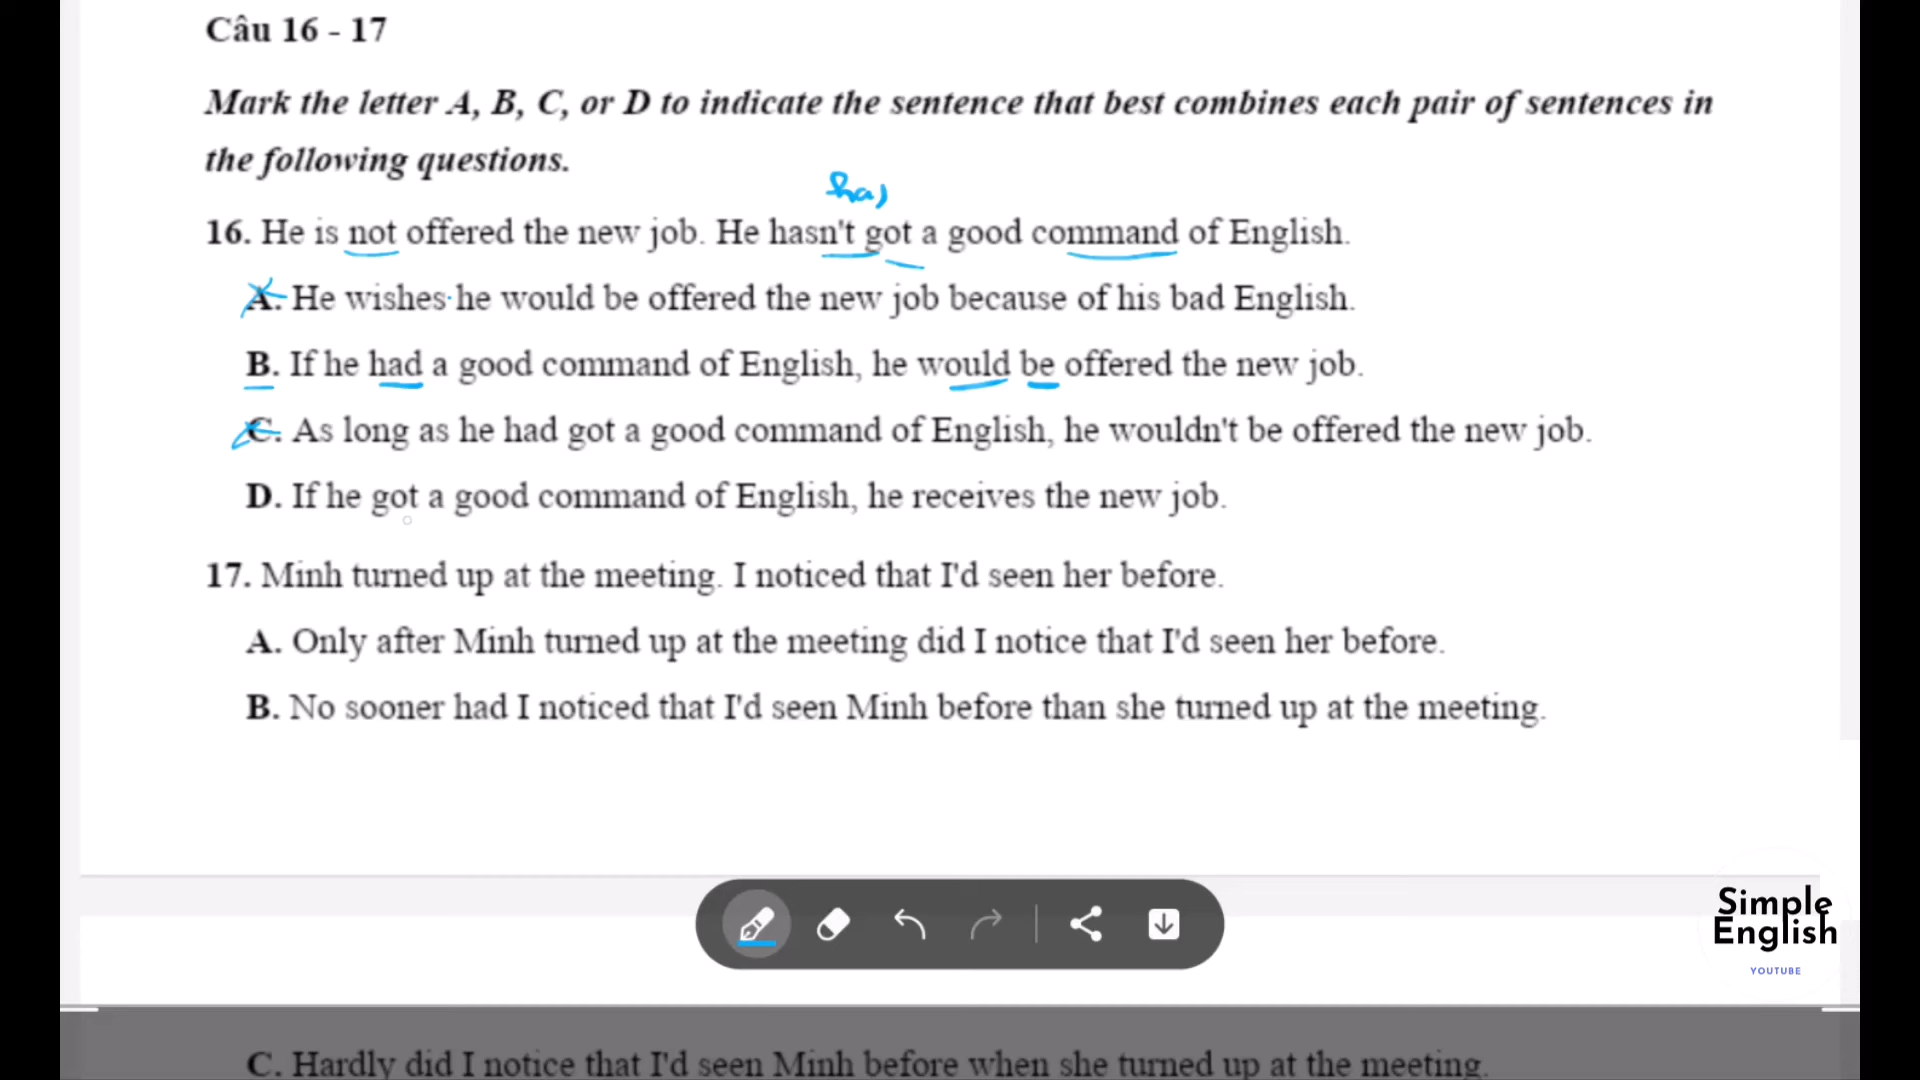 Câu 16 - 17
Mark the letter A, B, C, or D to indicate the sentence that best combines each pair of sentences in
the following questions.
has
16. He is not offered the new job. He hasn't got a good command of English.
A. He wishes he would be offered the new job because of his bad English.
B. If he had a good command of English, he would be offered the new job.
C. As long as he had got a good command of English, he wouldn't be offered the new job.
D. If he got a good command of English, he receives the new job.
17. Minh turned up at the meeting. I noticed that I'd seen her before.
A. Only after Minh turned up at the meeting did I notice that I'd seen her before.
B. No sooner had I noticed that I'd seen Minh before than she turned up at the meeting.
Simple
English
YOUTUBE
C. Hardly did I notice that I'd seen Minh before when she turned up at the meeting.